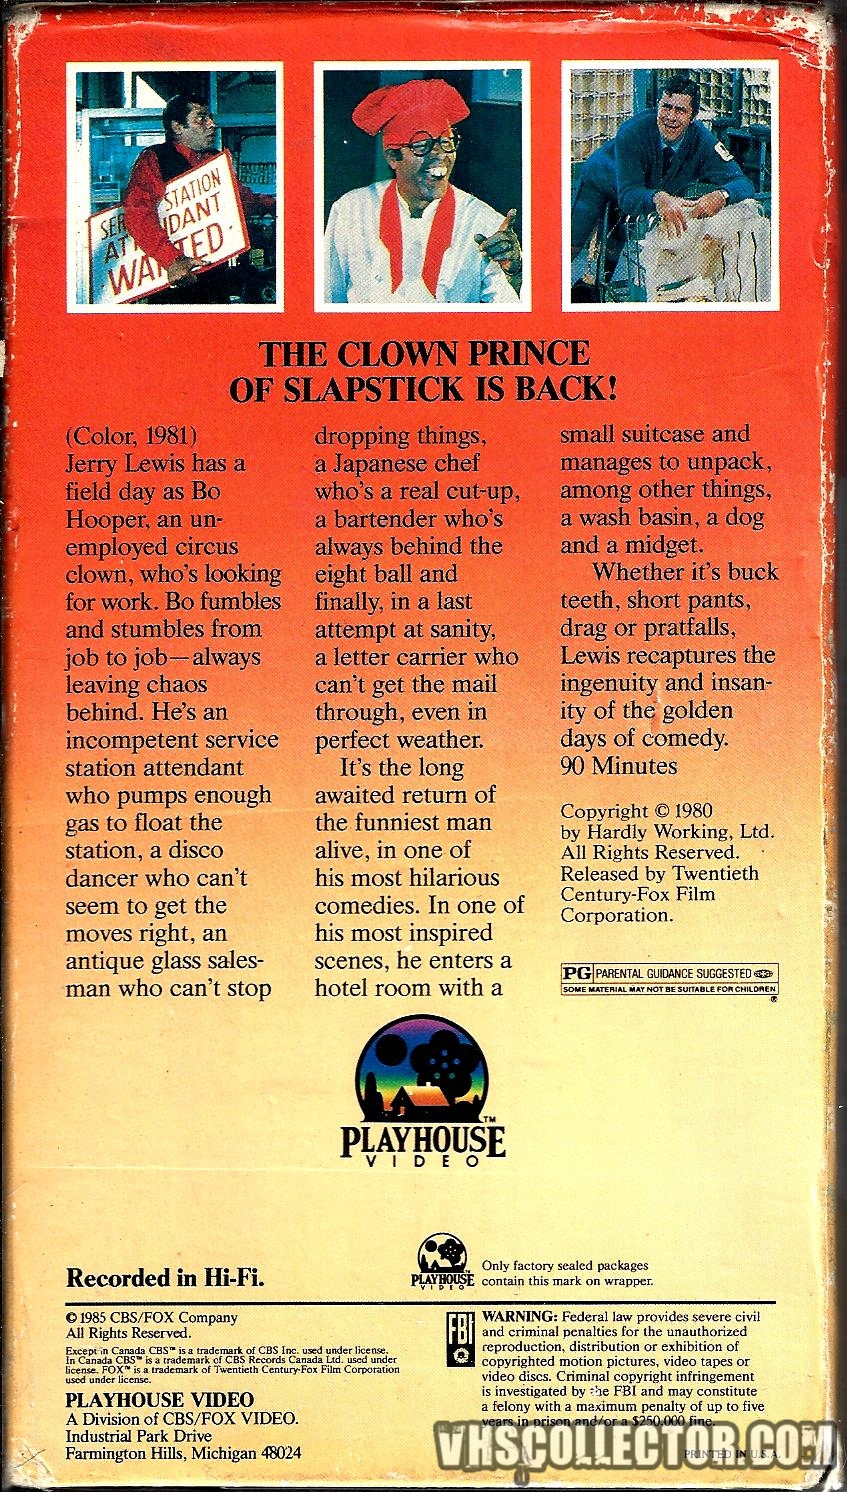 SER STATION
AT DANT
WA TED
THE CLOWN PRINCE
OF SLAPSTICK IS BACK!
(Color, 1981)
Jerry Lewis has a
field day as Bo
Hooper, an un-
employed circus
clown, who's looking
for work. Bo fumbles
and stumbles from
job to job—always
leaving chaos
behind. He's an
incompetent service
station attendant
who pumps enough
gas to float the
station, a disco
dancer who can't
seem to get the
moves right, an
antique glass sales-
man who can't stop
dropping things,
a Japanese chef
who's a real cut-up,
a bartender who's
always behind the
eight ball and
finally, in a last
attempt at sanity,
a letter carrier who
can't get the mail
through, even in
perfect weather.
It's the long
awaited return of
the funniest man
alive, in one of
his most hilarious
comedies. In one of
his most inspired
scenes, he enters a
hotel room with a
small suitcase and
manages to unpack,
among other things,
a wash basin, a dog
and a midget.
Whether it's buck
teeth, short pants,
drag or pratfalls,
Lewis recaptures the
ingenuity and insan-
ity of the golden
days of comedy.
90 Minutes
Copyright © 1980
by Hardly Working, Ltd.
All Rights Reserved.
Released by Twentieth
Century-Fox Film
Corporation.
PG PARENTAL GUIDANCE SUGGESTED
SOME MATERIAL MAY NOT BE SUITABLE FOR CHILDREN
®
PLAYHOUSE™
VIDEO
Recorded in Hi-Fi.
PLAYHOUSE™
VIDEO
Only factory sealed packages
contain this mark on wrapper.
© 1985 CBS/FOX Company
All Rights Reserved.
Except in Canada CBS™ is a trademark of CBS Inc. used under license.
In Canada CBS™ is a trademark of CBS Records Canada Ltd. used under
license. FOX™ is a trademark of Twentieth Century-Fox Film Corporation
used under license.
PLAYHOUSE VIDEO
A Division of CBS/FOX VIDEO.
Industrial Park Drive
Farmington Hills, Michigan 48024
FBI
WARNING: Federal law provides severe civil
and criminal penalties for the unauthorized
reproduction, distribution or exhibition of
copyrighted motion pictures, video tapes or
video discs. Criminal copyright infringement
is investigated by the FBI and may constitute
a felony with a maximum penalty of up to five
years in prison and/or a $250,000 fine.
PRINTED IN U.S.A.
VHSCOLLECTOR.COM